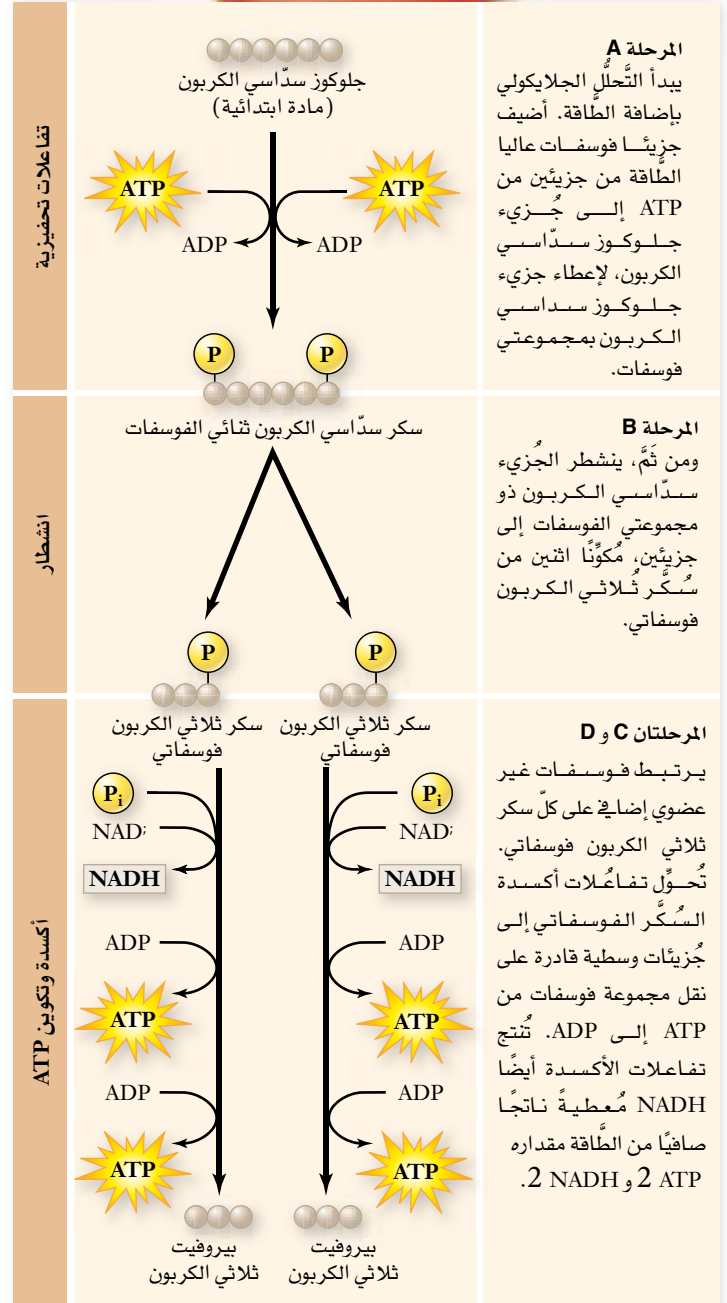 تفاعلات تحفيزية
المرحلة A
يبدأ التَّحلُّل الجلايكولي
بإضافة الطَّاقة. أضيف
جزيئـا فوسفـات عاليا
الطَّاقة من جزيئين من
ATP إلى جُزيء
جلوكوز سدّاسي
الكربون، لإعطاء جزيء
جلوكوز سداسي
الكربون بمجموعتي
فوسفات.
جلوكوز سدّاسي الكربون
(مادة ابتدائية)
ATP
ATP
ADP
ADP
P
P
سكر سدّاسي الكربون ثنائي الفوسفات
انشطار
المرحلة B
ومن ثَمَّ، ينشطر الجُزيء
سدّاسي الكربون ذو
مجموعتي الفوسفات إلى
جزيئين، مُكوِّنًا اثنين من
سُكَّر ثُلاثي الكربون
فوسفاتي.
P
P
سكر ثلاثي الكربون
فوسفاتي
سكر ثلاثي الكربون
فوسفاتي
أكسدة وتكوين ATP
المرحلتان C و D
يرتبط فوسفات غير
عضوي إضافي على كلّ سكر
ثلاثي الكربون فوسفاتي.
تُحوِّل تفاعُلات أكسدة
السُكَّر الفوسفاتي إلى
جُزيئات وسطية قادرة على
نقل مجموعة فوسفات من
ATP إلى ADP. تُنتج
تفاعلات الأكسدة أيضًا
NADH مُعطيةً ناتجًا
صافيًا من الطَّاقة مقداره
2 ATP و 2 NADH.
Pi
Pi
NAD⁺
NAD⁺
NADH
NADH
ADP
ADP
ATP
ATP
ADP
ADP
ATP
ATP
بيروفيت
ثلاثي الكربون
بيروفيت
ثلاثي الكربون